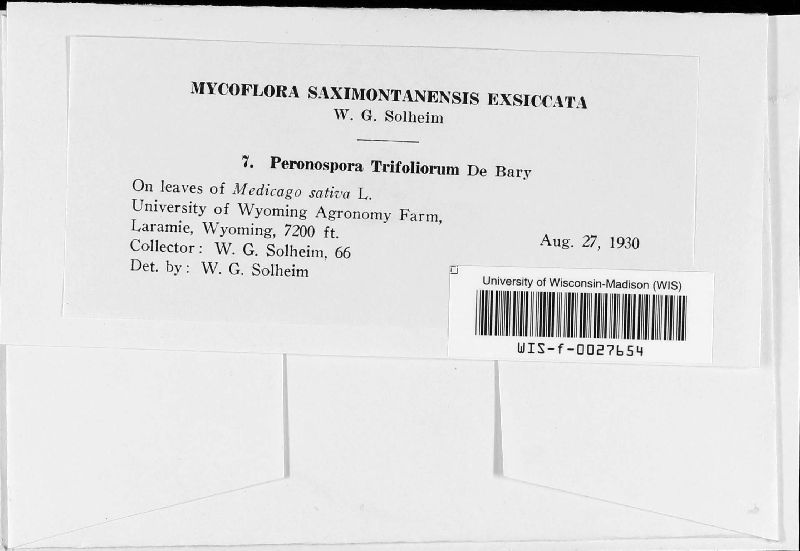 MYCOFLORA SAXIMONTANENSIS EXSICCATA
W. G. Solheim
7. Peronospora Trifoliorum De Bary
On leaves of Medicago sativa L.
University of Wyoming Agronomy Farm,
Laramie, Wyoming, 7200 ft.
Aug. 27, 1930
Collector: W. G. Solheim, 66
Det. by: W. G. Solheim
University of Wisconsin-Madison (WIS)
WIS-f-0027654